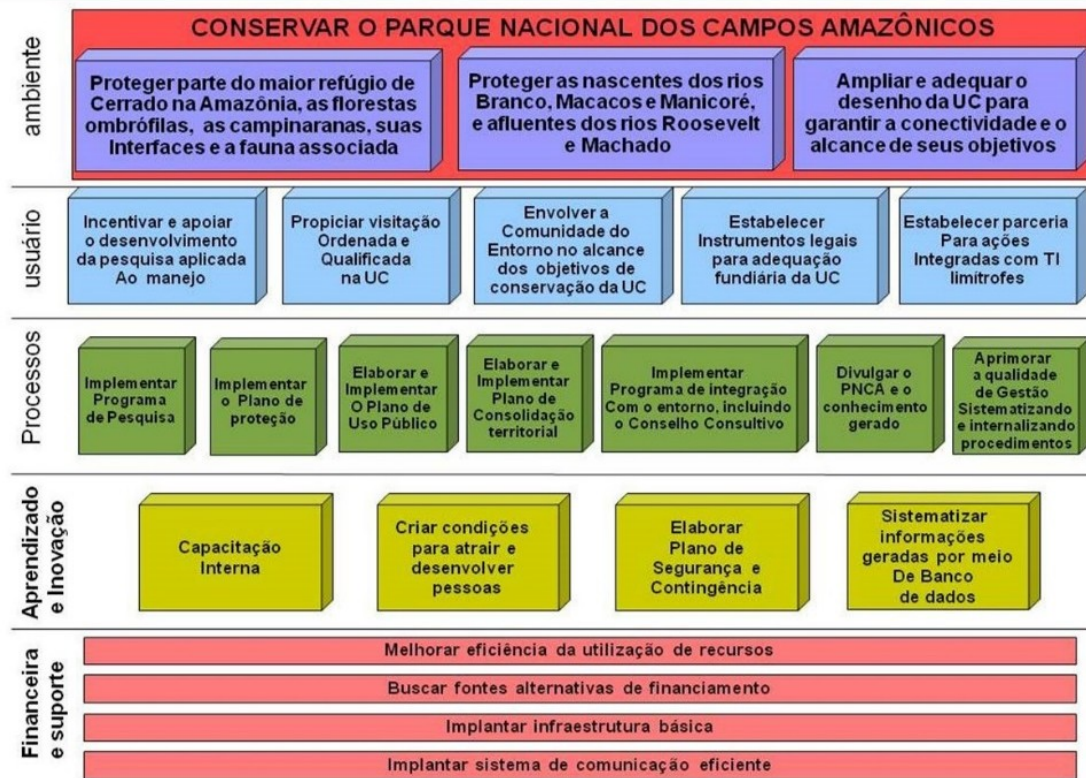 CONSERVAR O PARQUE NACIONAL DOS CAMPOS AMAZÔNICOS
ambiente
Proteger parte do maior refúgio de
Cerrado na Amazônia, as florestas
ombrófilas, as campinaranas, suas
Interfaces e a fauna associada
Proteger as nascentes dos rios
Branco, Macacos e Manicoré,
e afluentes dos rios Roosevelt
e Machado
Ampliar e adequar o
desenho da UC para
garantir a conectividade e o
alcance de seus objetivos
usuário
Incentivar e apoiar
o desenvolvimento
da pesquisa aplicada
Ao manejo
Propiciar visitação
Ordenada e
Qualificada
na UC
Envolver a
Comunidade do
Entorno no alcance
dos objetivos de
conservação da UC
Estabelecer
Instrumentos legais
para adequação
fundiária da UC
Estabelecer parceria
Para ações
Integradas com TI
limítrofes
Processos
Implementar
Programa
de Pesquisa
Implementar
o Plano de
proteção
Elaborar e
Implementar
O Plano de
Uso Público
Elaborar e
Implementar
Plano de
Consolidação
territorial
Implementar
Programa de integração
Com o entorno, incluindo
o Conselho Consultivo
Divulgar o
PNCA e o
conhecimento
gerado
Aprimorar
a qualidade
de Gestão
Sistematizando
e internalizando
procedimentos
Aprendizado
e Inovação
Capacitação
Interna
Criar condições
para atrair e
desenvolver
pessoas
Elaborar
Plano de
Segurança e
Contingência
Sistematizar
informações
geradas por meio
De Banco
de dados
Financeira
e suporte
Melhorar eficiência da utilização de recursos
Buscar fontes alternativas de financiamento
Implantar infraestrutura básica
Implantar sistema de comunicação eficiente